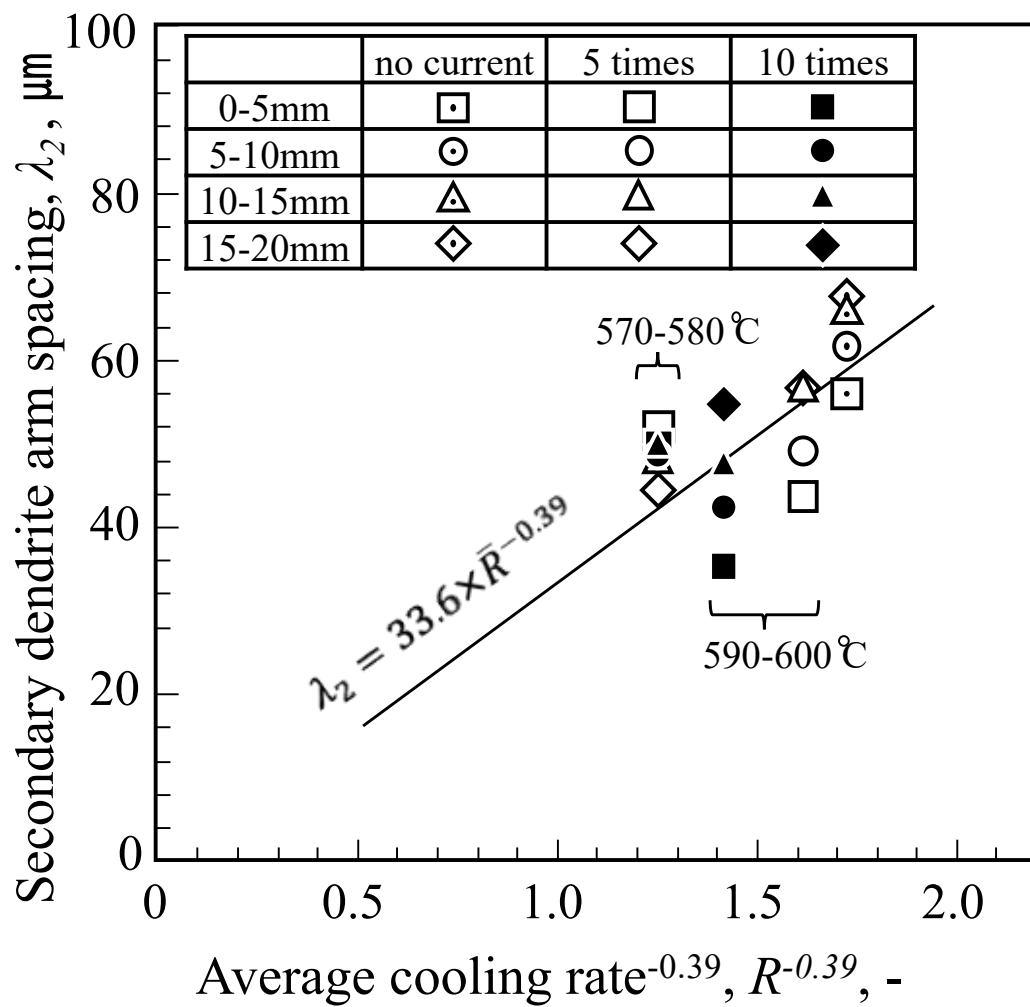 100
80
60
40
20
0
Secondary dendrite arm spacing, λ2, μm
no current 5 times 10 times
0-5mm
5-10mm
10-15mm
15-20mm
570-580℃
λ2 = 33.6×R̄−0.39
590-600℃
0 0.5 1.0 1.5 2.0
Average cooling rate-0.39, R-0.39, -